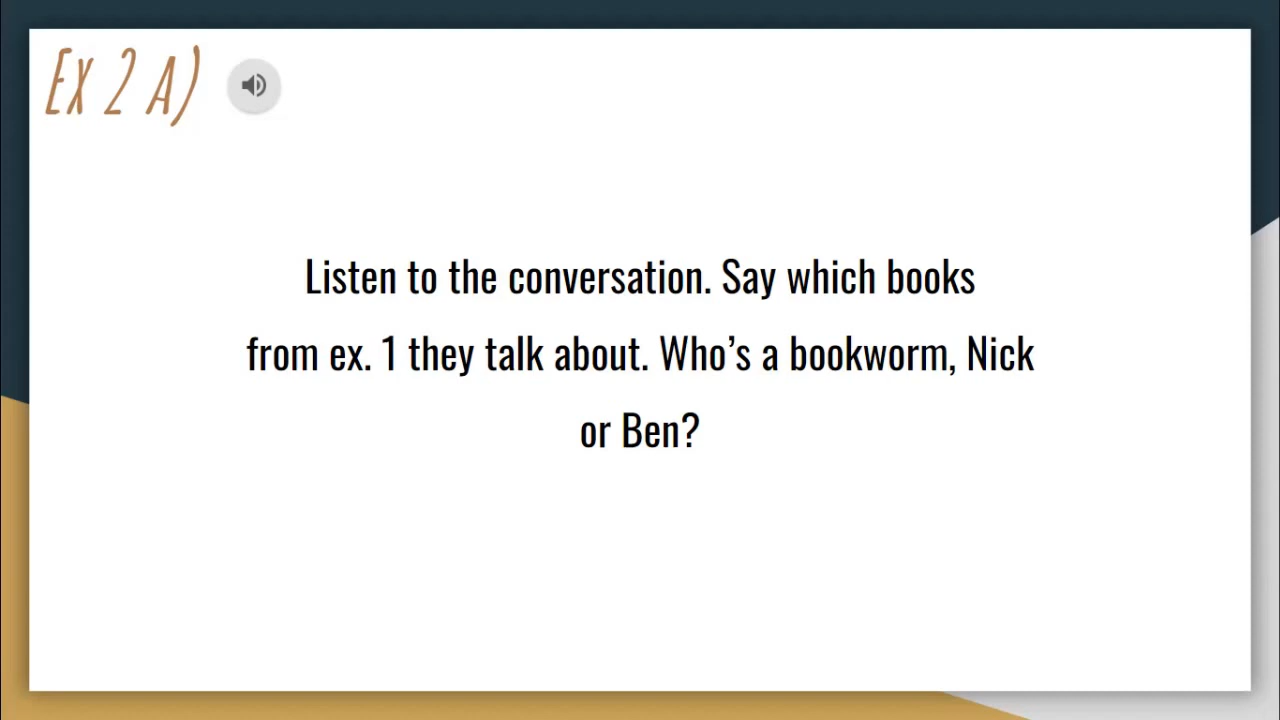 Ex 2 a)
Listen to the conversation. Say which books
from ex. 1 they talk about. Who’s a bookworm, Nick
or Ben?